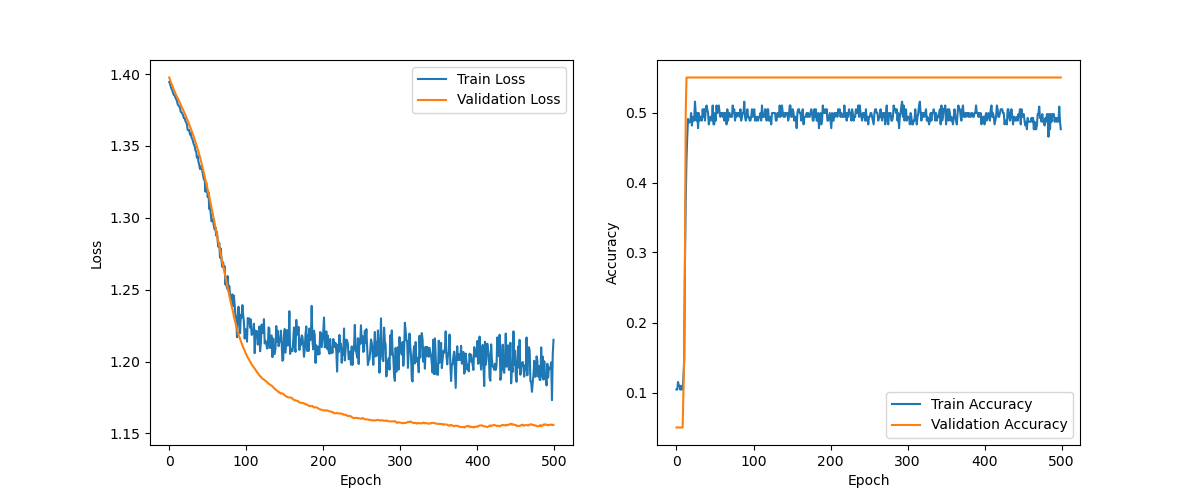 1.40
1.35
1.30
1.25
1.20
1.15
Loss
0
100
200
300
400
500
Epoch
Train Loss
Validation Loss
0.5
0.4
0.3
0.2
0.1
Accuracy
0
100
200
300
400
500
Epoch
Train Accuracy
Validation Accuracy